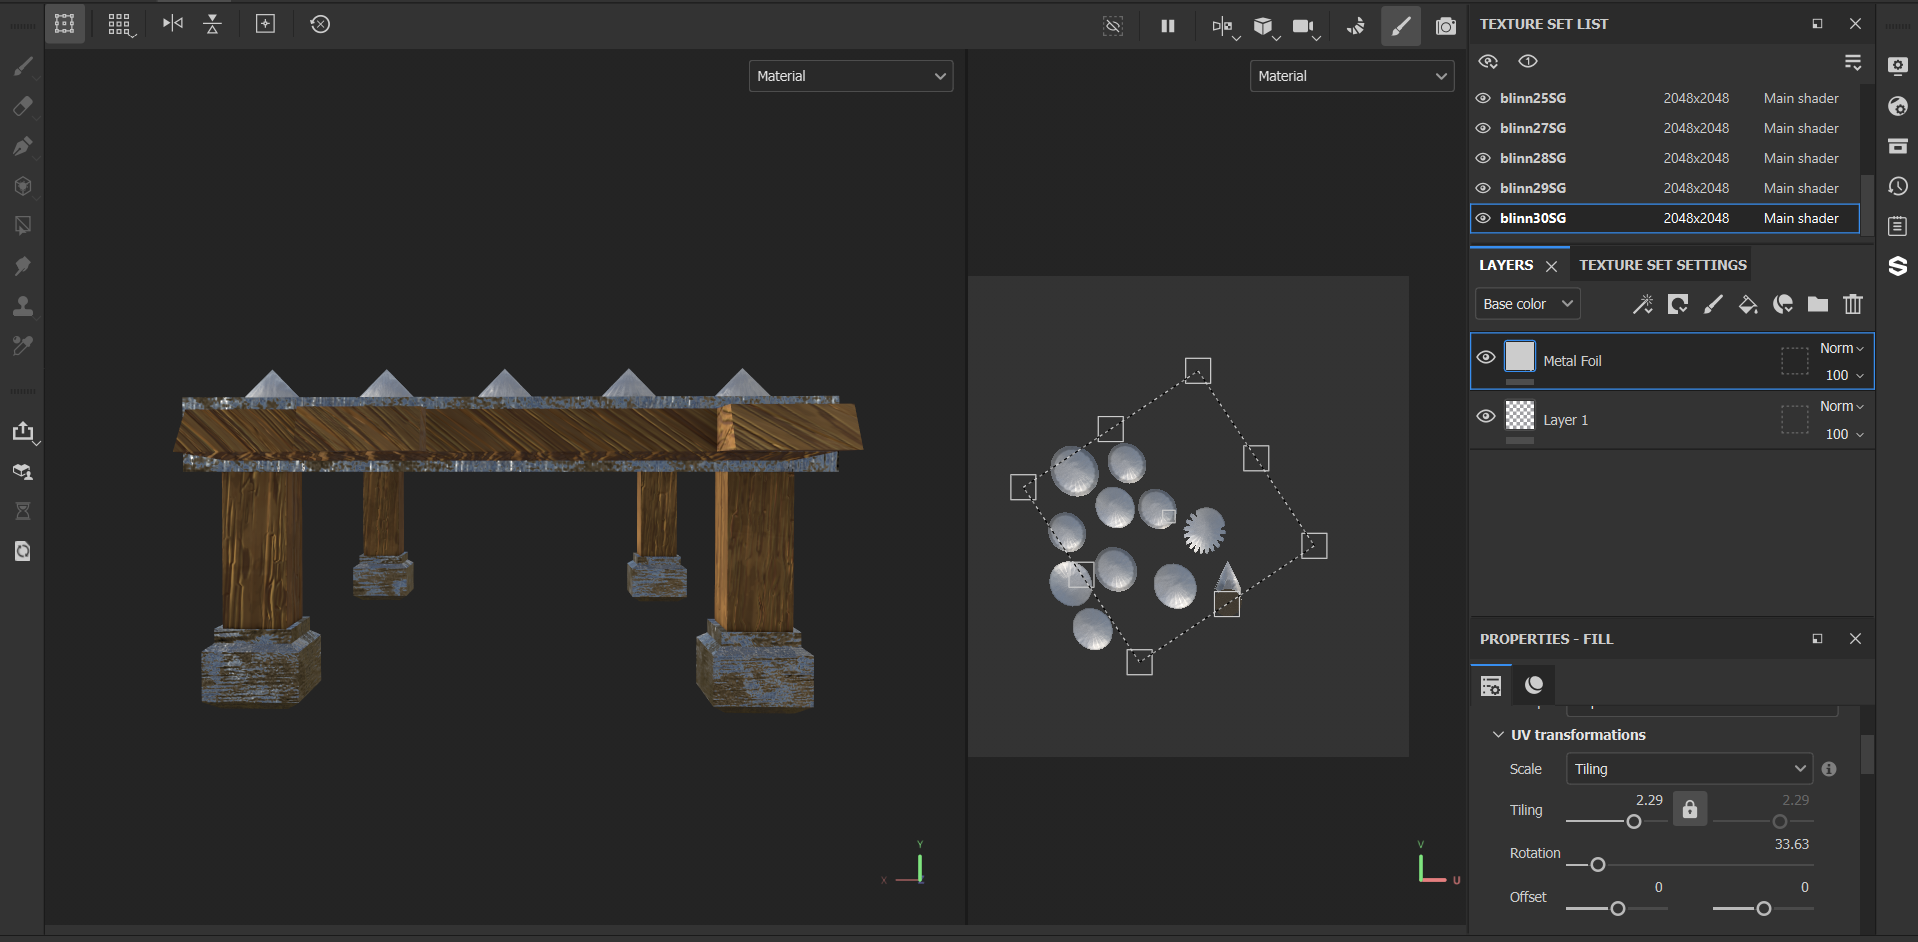 TEXTURE SET LIST
Material
Material
blinn25SG 2048x2048 Main shader
blinn27SG 2048x2048 Main shader
blinn28SG 2048x2048 Main shader
blinn29SG 2048x2048 Main shader
blinn30SG 2048x2048 Main shader
LAYERS TEXTURE SET SETTINGS
Base color
Metal Foil Norm 100
Layer 1 Norm 100
PROPERTIES - FILL
UV transformations
Scale Tiling
Tiling 2.29 2.29
Rotation 33.63
Offset 0 0
Y
X
V
U